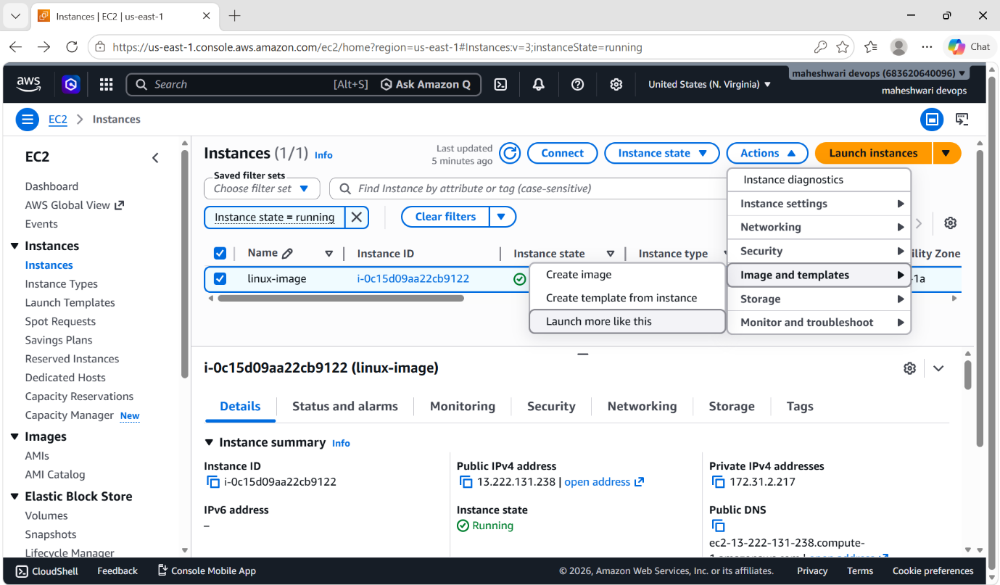 Instances | EC2 | us-east-1
https://us-east-1.console.aws.amazon.com/ec2/home?region=us-east-1#Instances:v=3;instanceState=running
Chat
aws
Search [Alt+S] Ask Amazon Q
United States (N. Virginia)
maheshwari devops (683620640096)
maheshwari devops
EC2 Instances
EC2
Dashboard
AWS Global View
Events
Instances
Instances
Instance Types
Launch Templates
Spot Requests
Savings Plans
Reserved Instances
Dedicated Hosts
Capacity Reservations
Capacity Manager New
Images
AMIs
AMI Catalog
Elastic Block Store
Volumes
Snapshots
Lifecycle Manager
Instances (1/1) Info
Last updated
5 minutes ago
Connect
Instance state
Actions
Launch instances
Saved filter sets
Choose filter set
Find Instance by attribute or tag (case-sensitive)
Instance state = running
Clear filters
Name Instance ID Instance state Instance type ility Zone
linux-image i-0c15d09aa22cb9122 -1a
Instance diagnostics
Instance settings
Networking
Security
Image and templates
Storage
Monitor and troubleshoot
Create image
Create template from instance
Launch more like this
i-0c15d09aa22cb9122 (linux-image)
Details Status and alarms Monitoring Security Networking Storage Tags
Instance summary Info
Instance ID
i-0c15d09aa22cb9122
Public IPv4 address
13.222.131.238 | open address
Private IPv4 addresses
172.31.2.217
IPv6 address
–
Instance state
Running
Public DNS
ec2-13-222-131-238.compute-
CloudShell Feedback Console Mobile App © 2026, Amazon Web Services, Inc. or its affiliates. Privacy Terms Cookie preferences